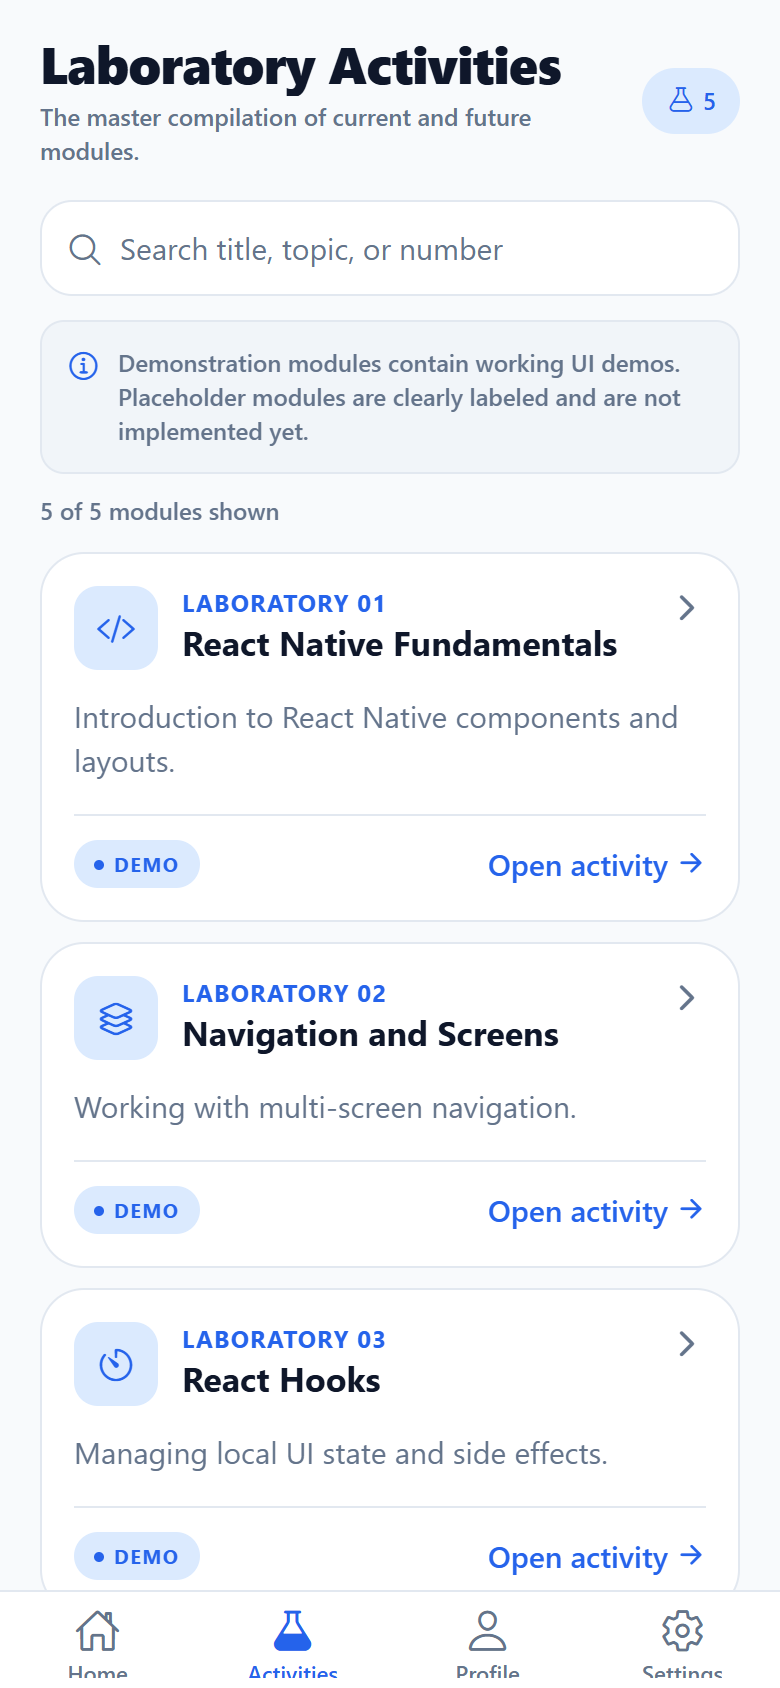 Laboratory Activities
The master compilation of current and future
modules.
5
Search title, topic, or number
Demonstration modules contain working UI demos.
Placeholder modules are clearly labeled and are not
implemented yet.
5 of 5 modules shown
LABORATORY 01
React Native Fundamentals
Introduction to React Native components and
layouts.
DEMO
Open activity
LABORATORY 02
Navigation and Screens
Working with multi-screen navigation.
DEMO
Open activity
LABORATORY 03
React Hooks
Managing local UI state and side effects.
DEMO
Open activity
Home
Activities
Profile
Settings